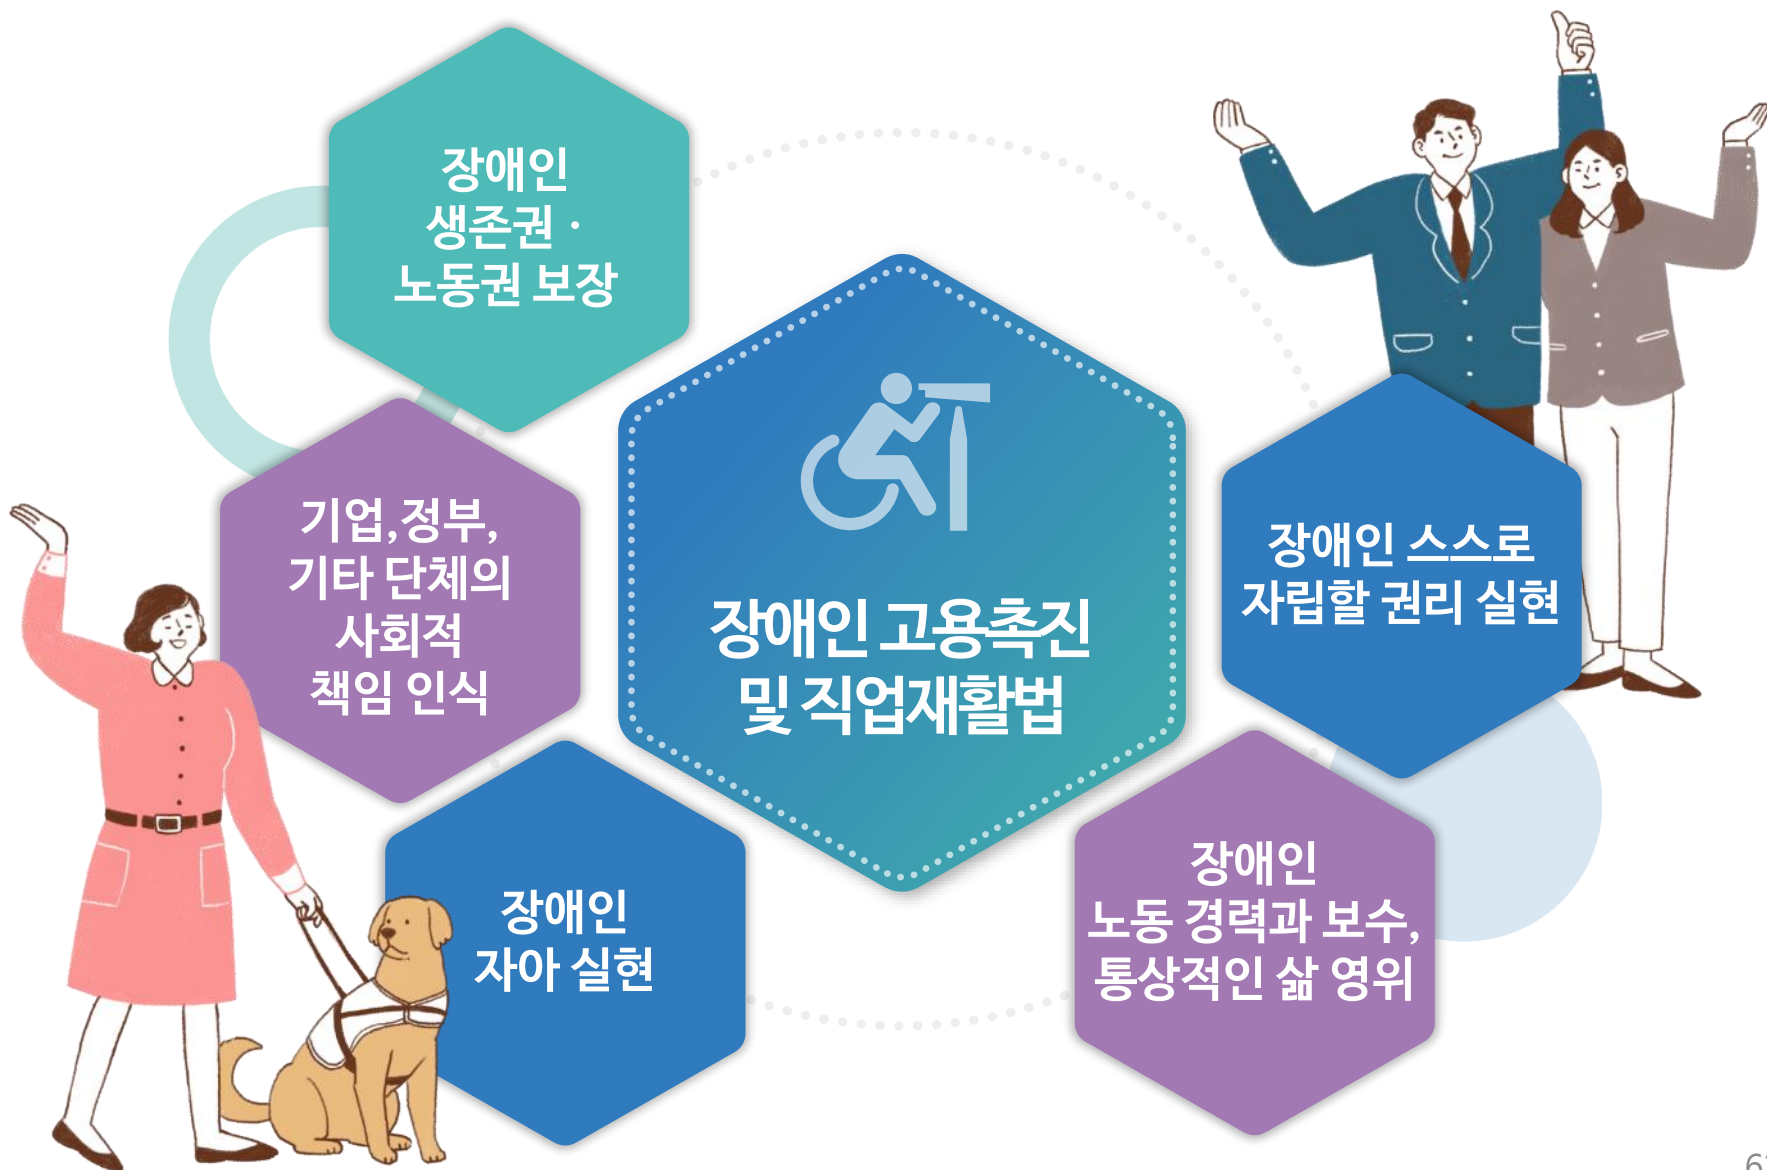 장애인
생존권 ·
노동권 보장
기업,정부,
기타 단체의
사회적
책임 인식
장애인
자아 실현
장애인 고용촉진
및 직업재활법
장애인 스스로
자립할 권리 실현
장애인
노동 경력과 보수,
통상적인 삶 영위